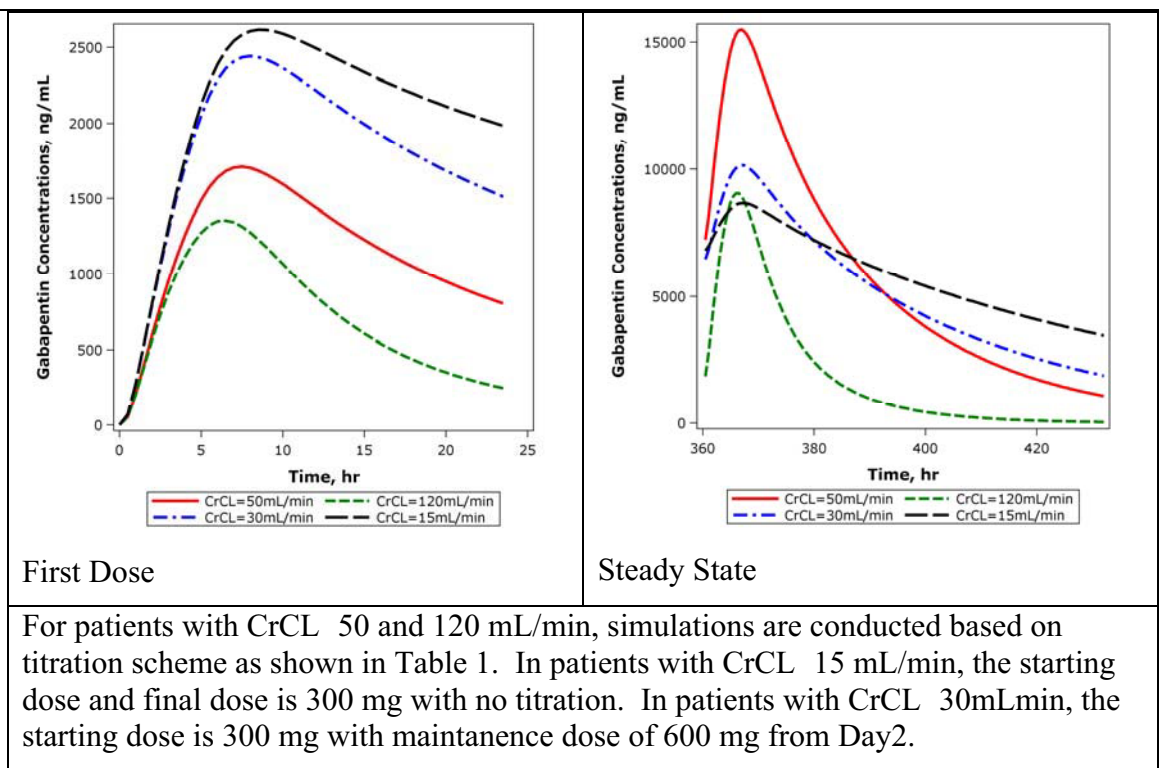 Gabapentin Concentrations, ng/mL
2500
2000
1500
1000
500
0
0 5 10 15 20 25
Time, hr
CrCL=50mL/min CrCL=120mL/min
CrCL=30mL/min CrCL=15mL/min
First Dose
Gabapentin Concentrations, ng/mL
15000
10000
5000
0
360 380 400 420
Time, hr
CrCL=50mL/min CrCL=120mL/min
CrCL=30mL/min CrCL=15mL/min
Steady State
For patients with CrCL 50 and 120 mL/min, simulations are conducted based on
titration scheme as shown in Table 1. In patients with CrCL 15 mL/min, the starting
dose and final dose is 300 mg with no titration. In patients with CrCL 30mLmin, the
starting dose is 300 mg with maintanence dose of 600 mg from Day2.